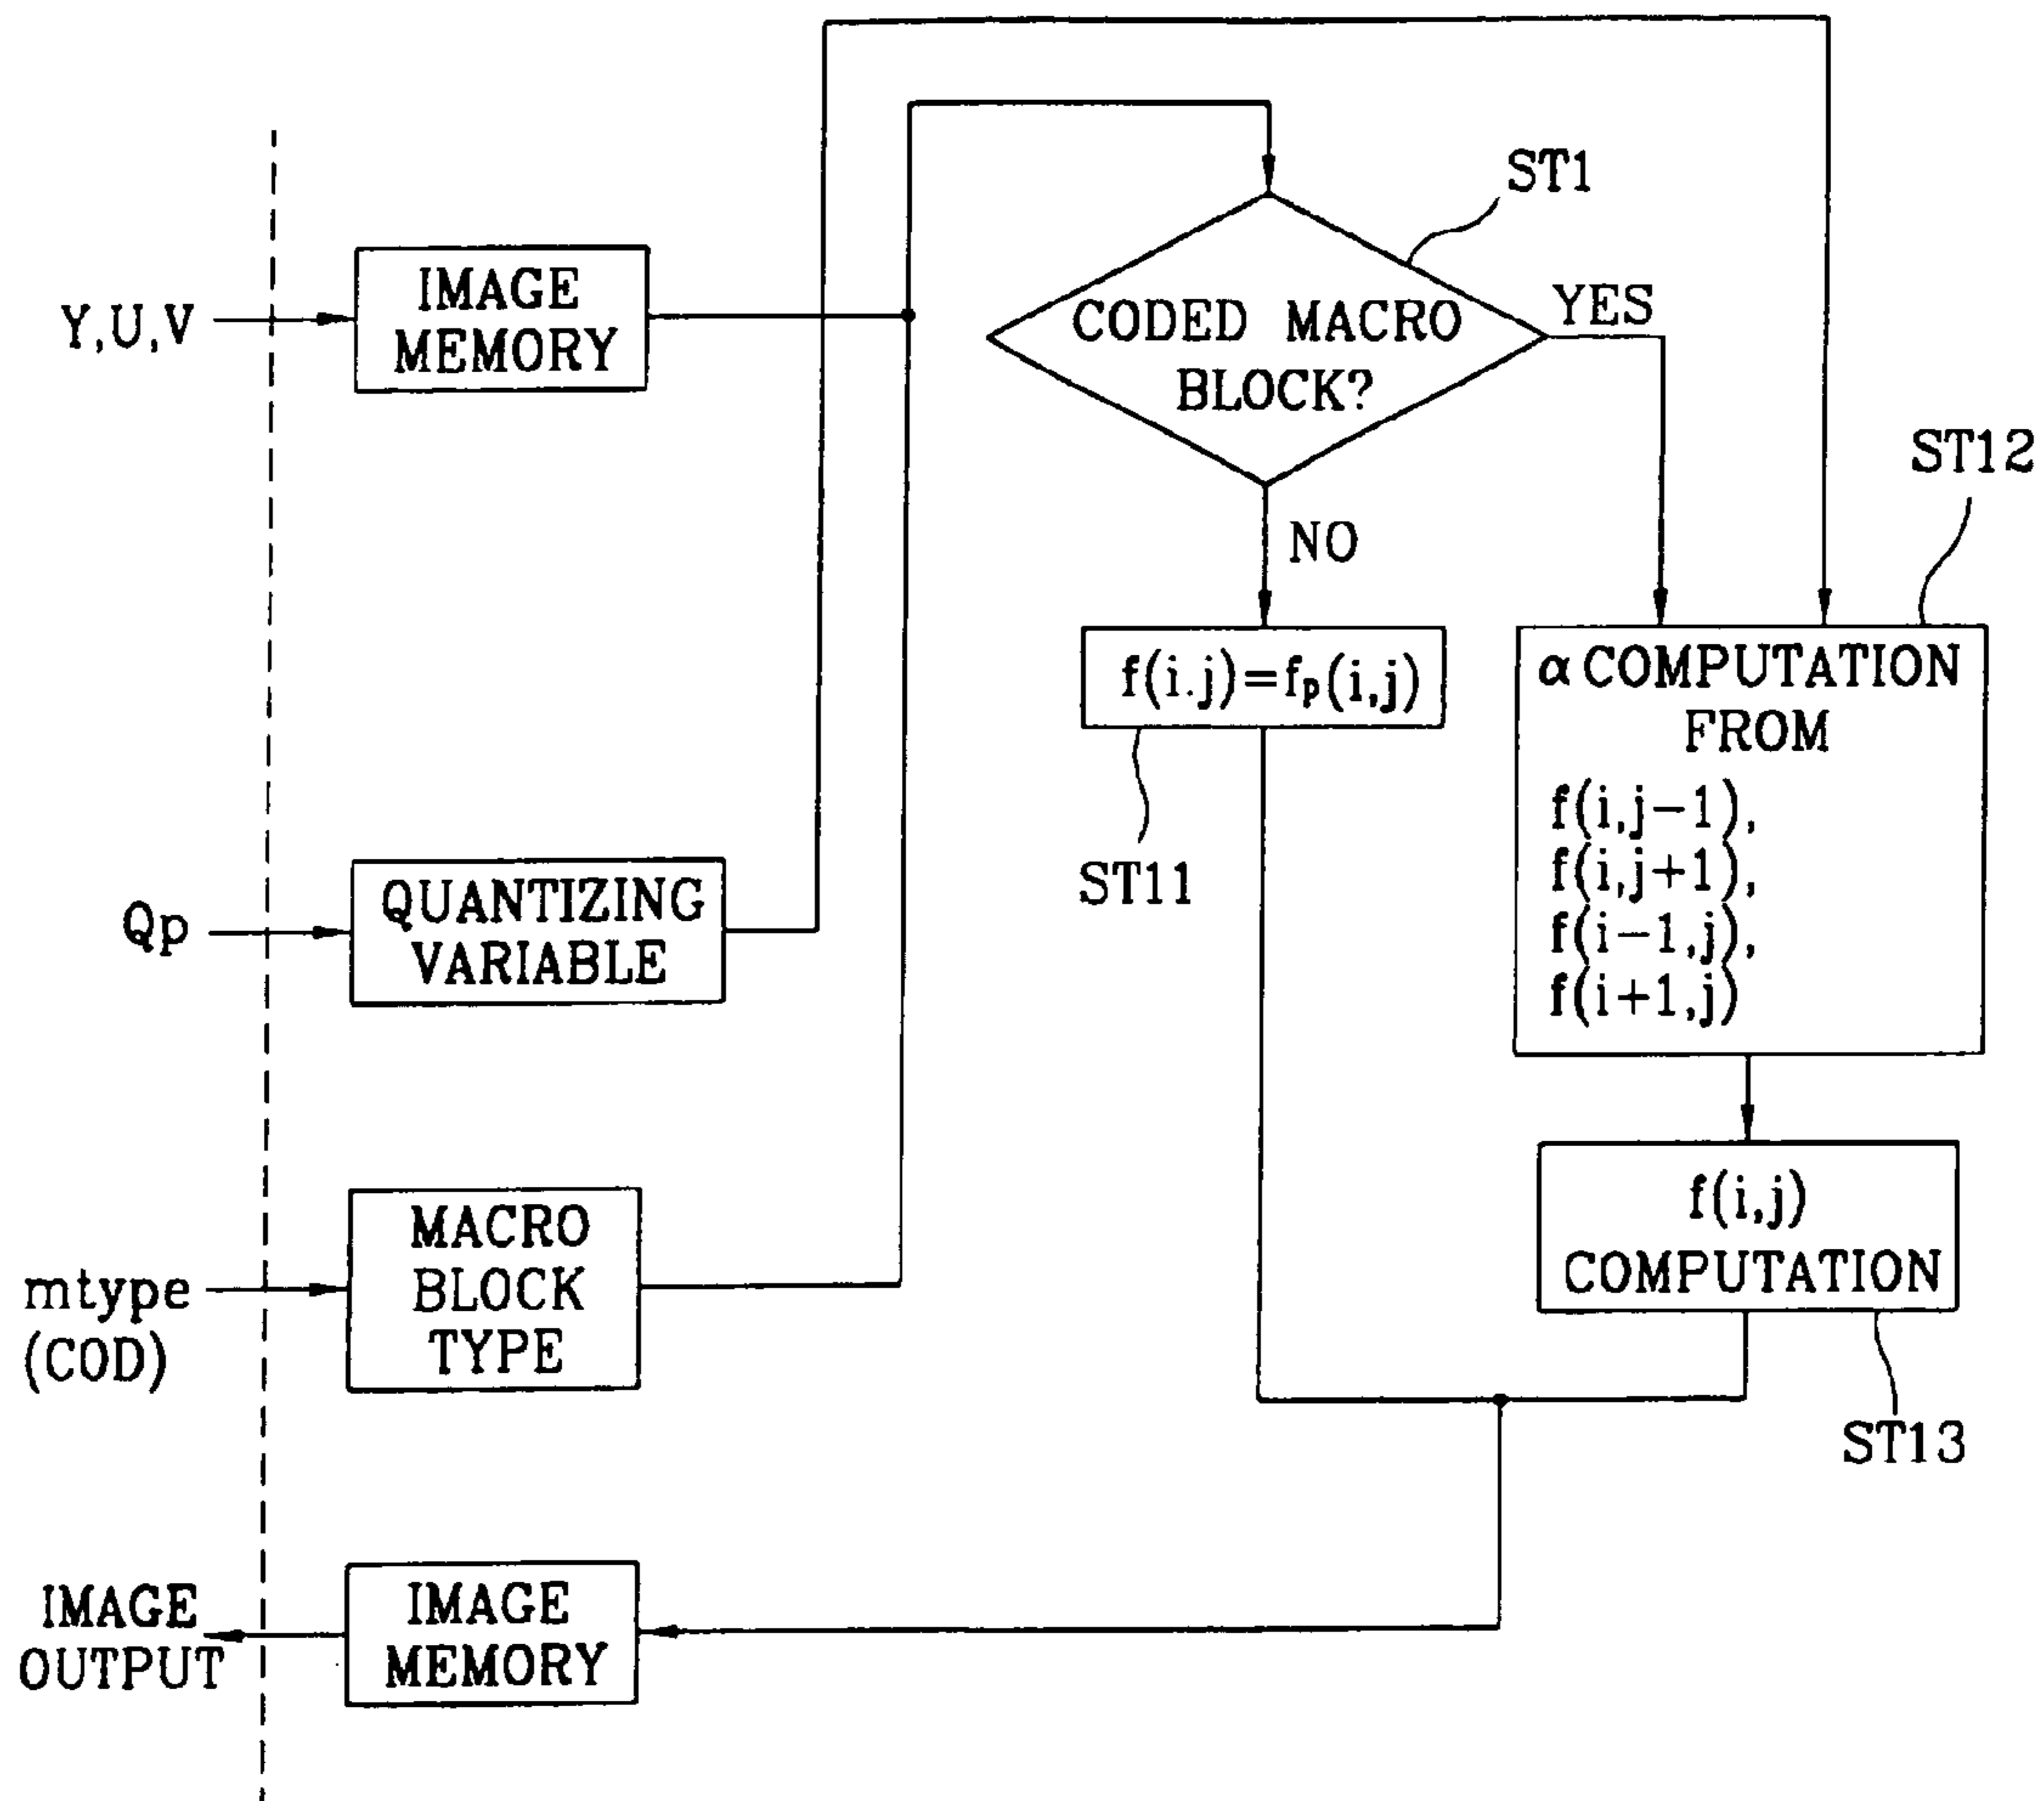 ST1
Y,U,V
IMAGE
MEMORY
CODED MACRO
BLOCK?
YES
NO
ST12
f(i.j)=fp(i,j)
ST11
α COMPUTATION
FROM
f(i,j-1),
f(i,j+1),
f(i-1,j),
f(i+1,j)
Qp
QUANTIZING
VARIABLE
mtype
(COD)
MACRO
BLOCK
TYPE
f(i,j)
COMPUTATION
ST13
IMAGE
OUTPUT
IMAGE
MEMORY